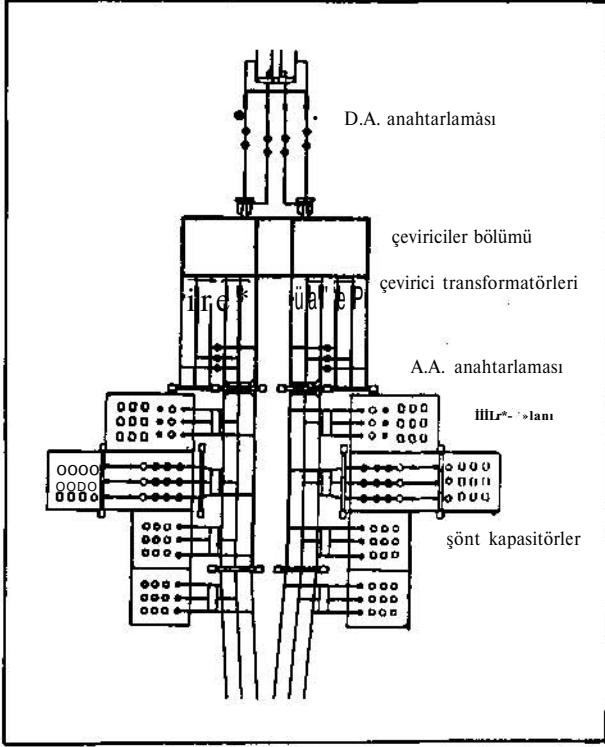 D.A. anahtarlaması
çeviriciler bölümü
çevirici transformatörleri
A.A. anahtarlaması
şönt kapasitörler